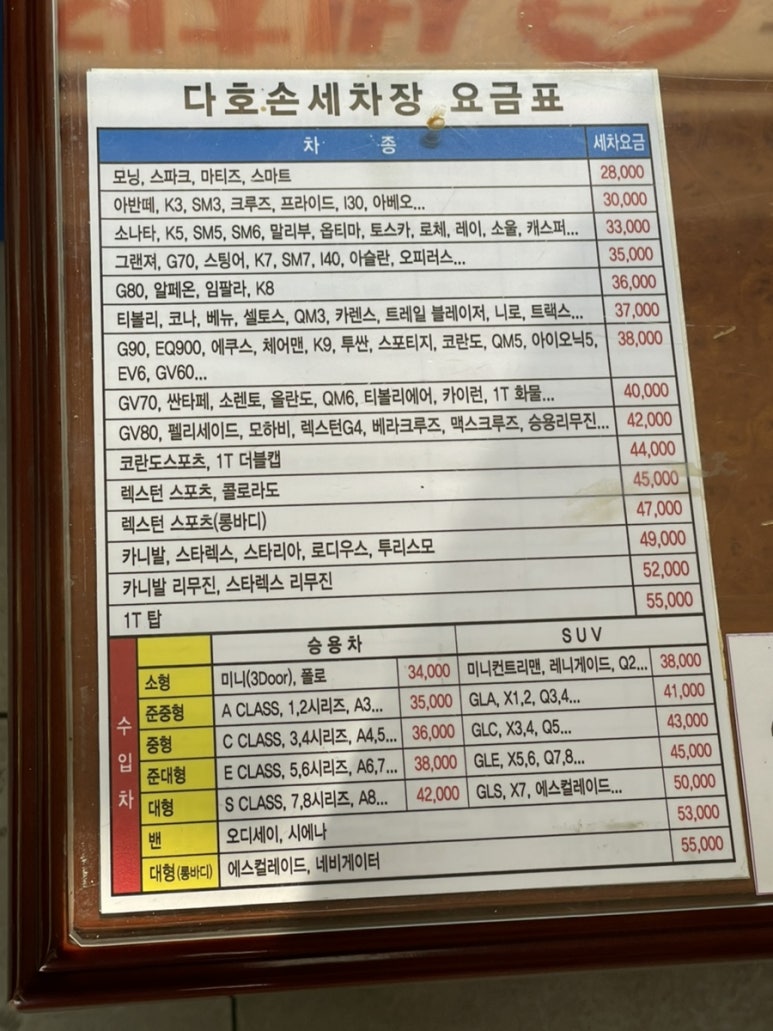 다호손세차장 요금표
차 종 세차요금
모닝, 스파크, 마티즈, 스마트 28,000
아반떼, K3, SM3, 크루즈, 프라이드, I30, 아베오... 30,000
소나타, K5, SM5, SM6, 말리부, 옵티마, 토스카, 로체, 레이, 소울, 캐스퍼... 33,000
그랜져, G70, 스팅어, K7, SM7, I40, 아슬란, 오피러스... 35,000
G80, 알페온, 임팔라, K8 36,000
티볼리, 코나, 베뉴, 셀토스, QM3, 카렌스, 트레일 블레이저, 니로, 트랙스... 37,000
G90, EQ900, 에쿠스, 체어맨, K9, 투싼, 스포티지, 코란도, QM5, 아이오닉5, 38,000
EV6, GV60...
GV70, 싼타페, 소렌토, 올란도, QM6, 티볼리에어, 카이런, 1T 화물... 40,000
GV80, 펠리세이드, 모하비, 렉스턴G4, 베라크루즈, 맥스크루즈, 승용리무진... 42,000
코란도스포츠, 1T 더블캡 44,000
렉스턴 스포츠, 콜로라도 45,000
렉스턴 스포츠(롱바디) 47,000
카니발, 스타렉스, 스타리아, 로디우스, 투리스모 49,000
카니발 리무진, 스타렉스 리무진 52,000
1T 탑 55,000
수입차
승용차 SUV
소형 미니(3Door), 폴로 34,000 미니컨트리맨, 레니게이드, Q2... 38,000
준중형 A CLASS, 1,2시리즈, A3... 35,000 GLA, X1,2, Q3,4... 41,000
중형 C CLASS, 3,4시리즈, A4,5... 36,000 GLC, X3,4, Q5... 43,000
준대형 E CLASS, 5,6시리즈, A6,7... 38,000 GLE, X5,6, Q7,8... 45,000
대형 S CLASS, 7,8시리즈, A8... 42,000 GLS, X7, 에스컬레이드... 50,000
밴 오디세이, 시에나 53,000
대형(롱바디) 에스컬레이드, 네비게이터 55,000